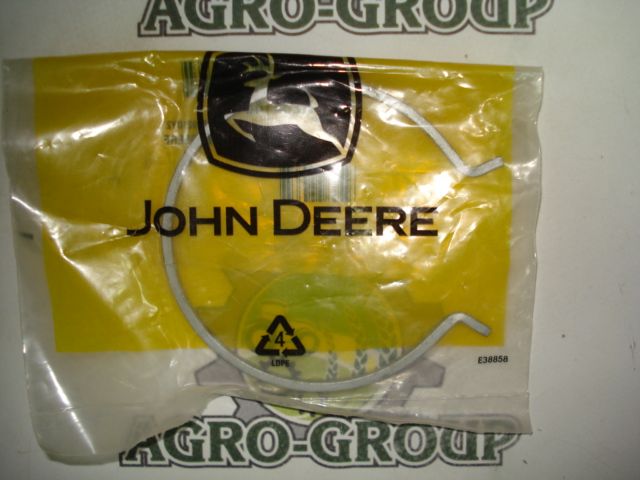 AGRO-GROUP
JOHN DEERE
4
LDPE
E38858
AGRO-GROUP